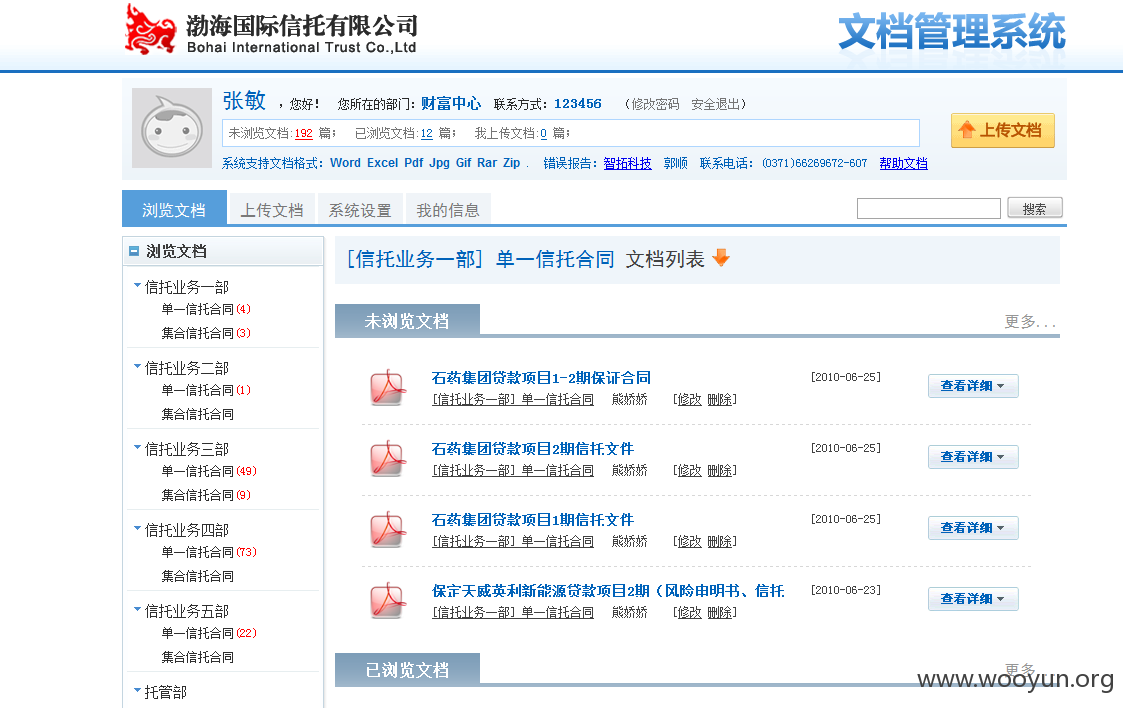 渤海国际信托有限公司
Bohai International Trust Co.,Ltd
文档管理系统
张敏 ，您好！ 您所在的部门：财富中心 联系方式：123456 （修改密码 安全退出）
未浏览文档:192 篇； 已浏览文档:12 篇； 我上传文档:0 篇；
上传文档
系统支持文档格式：Word Excel Pdf Jpg Gif Rar Zip . 错误报告：智拓科技 郭顺 联系电话：(0371)66269672-607 帮助文档
浏览文档 上传文档 系统设置 我的信息
搜索
浏览文档
信托业务一部
单一信托合同(4)
集合信托合同(3)
信托业务二部
单一信托合同(1)
集合信托合同
信托业务三部
单一信托合同(49)
集合信托合同(9)
信托业务四部
单一信托合同(73)
集合信托合同
信托业务五部
单一信托合同(22)
集合信托合同
托管部
[信托业务一部] 单一信托合同 文档列表
未浏览文档 更多...
石药集团贷款项目1-2期保证合同 [2010-06-25] 查看详细
[信托业务一部] 单一信托合同 熊娇娇 [修改 删除]
石药集团贷款项目2期信托文件 [2010-06-25] 查看详细
[信托业务一部] 单一信托合同 熊娇娇 [修改 删除]
石药集团贷款项目1期信托文件 [2010-06-25] 查看详细
[信托业务一部] 单一信托合同 熊娇娇 [修改 删除]
保定天威英利新能源贷款项目2期（风险申明书、信托 [2010-06-23] 查看详细
[信托业务一部] 单一信托合同 熊娇娇 [修改 删除]
已浏览文档 更多
www.wooyun.org